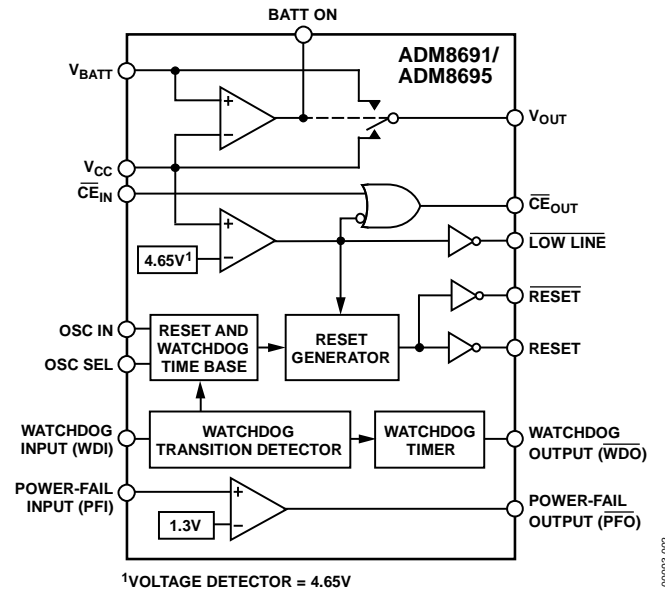 BATT ON
ADM8691/
ADM8695
VBATT
VOUT
VCC
CEIN
CEOUT
LOW LINE
4.65V1
RESET
OSC IN
RESET AND
WATCHDOG
TIME BASE
RESET
GENERATOR
OSC SEL
RESET
WATCHDOG
INPUT (WDI)
WATCHDOG
TRANSITION DETECTOR
WATCHDOG
TIMER
WATCHDOG
OUTPUT (WDO)
POWER-FAIL
INPUT (PFI)
1.3V
POWER-FAIL
OUTPUT (PFO)
1VOLTAGE DETECTOR = 4.65V